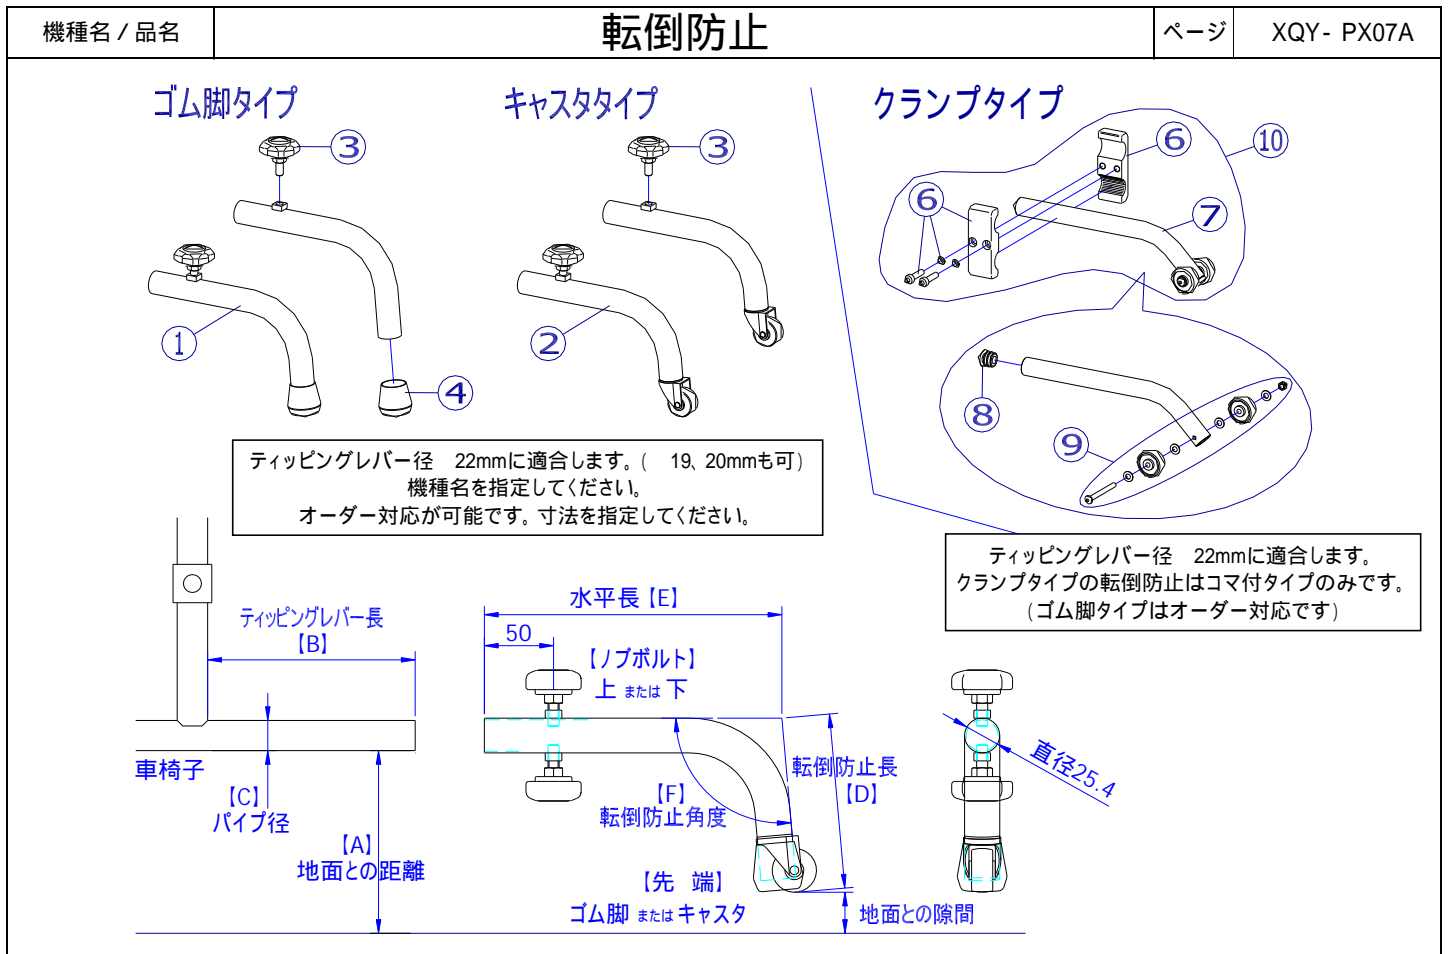 機種名 / 品名
転倒防止
ページ
XQY- PX07A
ゴム脚タイプ
キャスタタイプ
クランプタイプ
③
③
⑥
⑩
⑥
⑦
①
②
④
⑧
⑨
ティッピングレバー径 22mmに適合します。( 19、20mmも可)
機種名を指定してください。
オーダー対応が可能です。寸法を指定してください。
ティッピングレバー径 22mmに適合します。
クランプタイプの転倒防止はコマ付タイプのみです。
(ゴム脚タイプはオーダー対応です)
ティッピングレバー長
【B】
車椅子
【C】
パイプ径
【A】
地面との距離
水平長【E】
50
【ノブボルト】
上 または 下
【F】
転倒防止角度
転倒防止長
【D】
【先 端】
ゴム脚 または キャスタ
地面との隙間
直径25.4